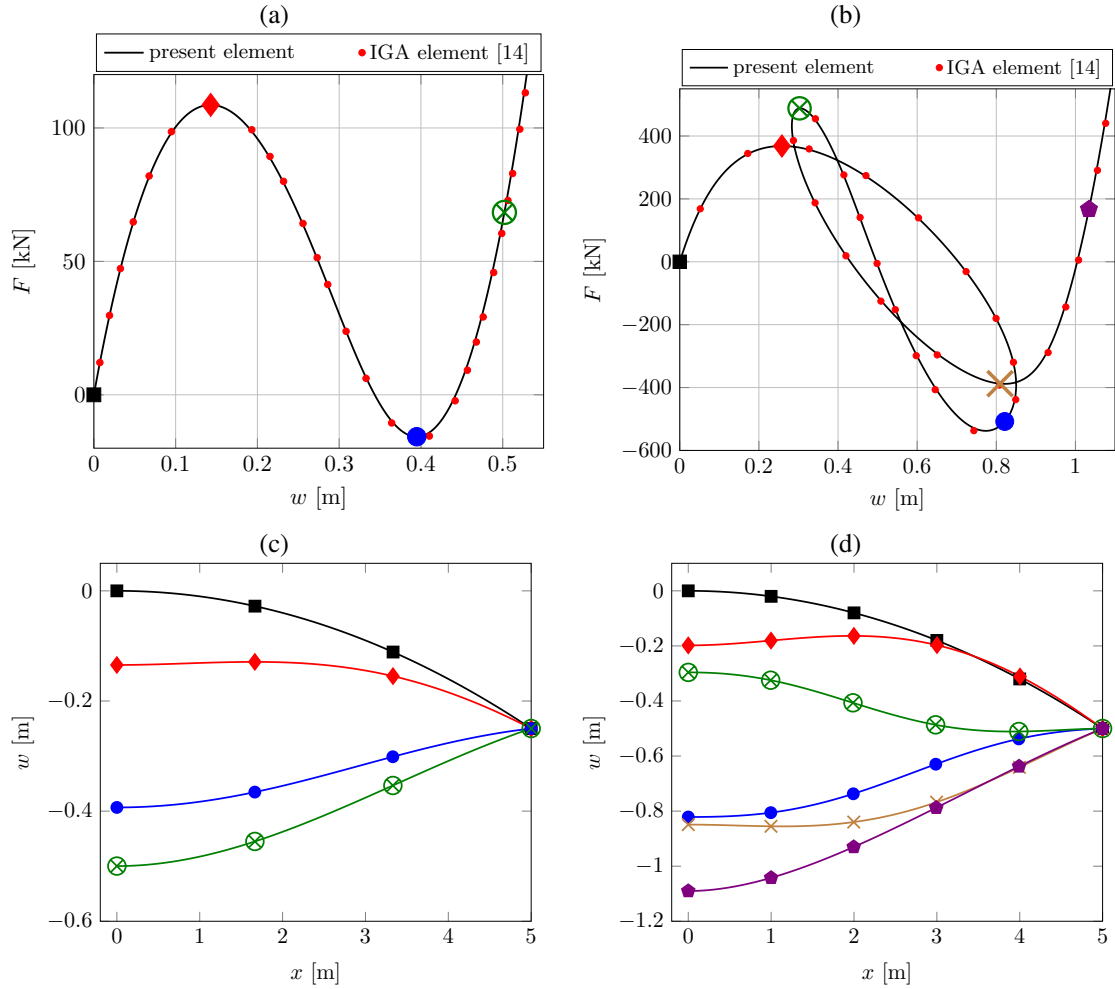 (a)
present element IGA element [14]
100
50
0
0 0.1 0.2 0.3 0.4 0.5
F [kN]
w [m]
(b)
present element IGA element [14]
400
200
0
−200
−400
−600
0 0.2 0.4 0.6 0.8 1
F [kN]
w [m]
(c)
0
−0.2
−0.4
−0.6
0 1 2 3 4 5
w [m]
x [m]
(d)
0
−0.2
−0.4
−0.6
−0.8
−1
−1.2
0 1 2 3 4 5
w [m]
x [m]